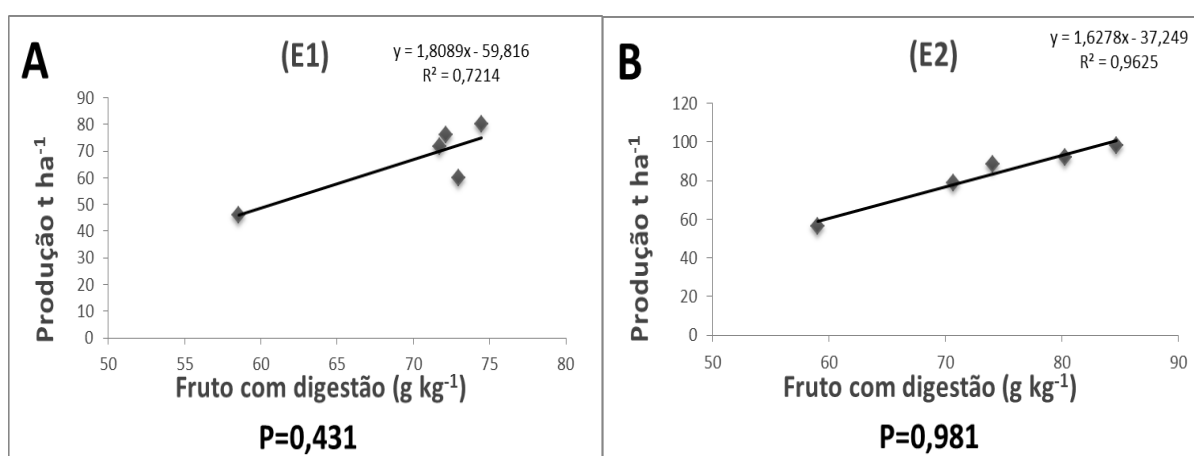 A
(E1)
y = 1,8089x - 59,816
R² = 0,7214
90
80
70
60
50
40
30
20
10
0
Produção t ha⁻¹
50
60
65
70
75
80
Fruto com digestão (g kg⁻¹)
P=0,431
B
(E2)
y = 1,6278x - 37,249
R² = 0,9625
120
100
80
60
40
20
0
Produção t ha⁻¹
50
60
70
80
90
Fruto com digestão (g kg⁻¹)
P=0,981